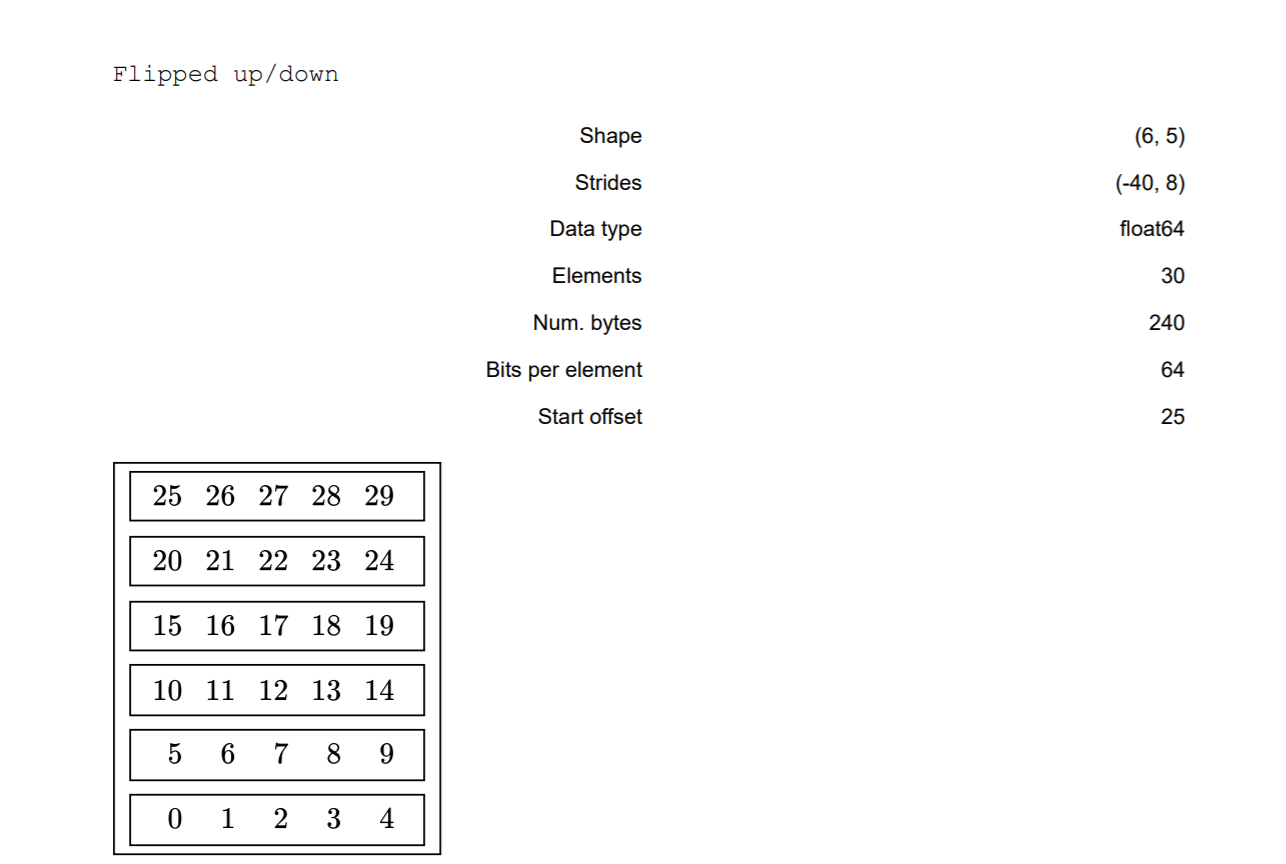 Flipped up/down
Shape (6, 5)
Strides (-40, 8)
Data type float64
Elements 30
Num. bytes 240
Bits per element 64
Start offset 25
25 26 27 28 29
20 21 22 23 24
15 16 17 18 19
10 11 12 13 14
5 6 7 8 9
0 1 2 3 4